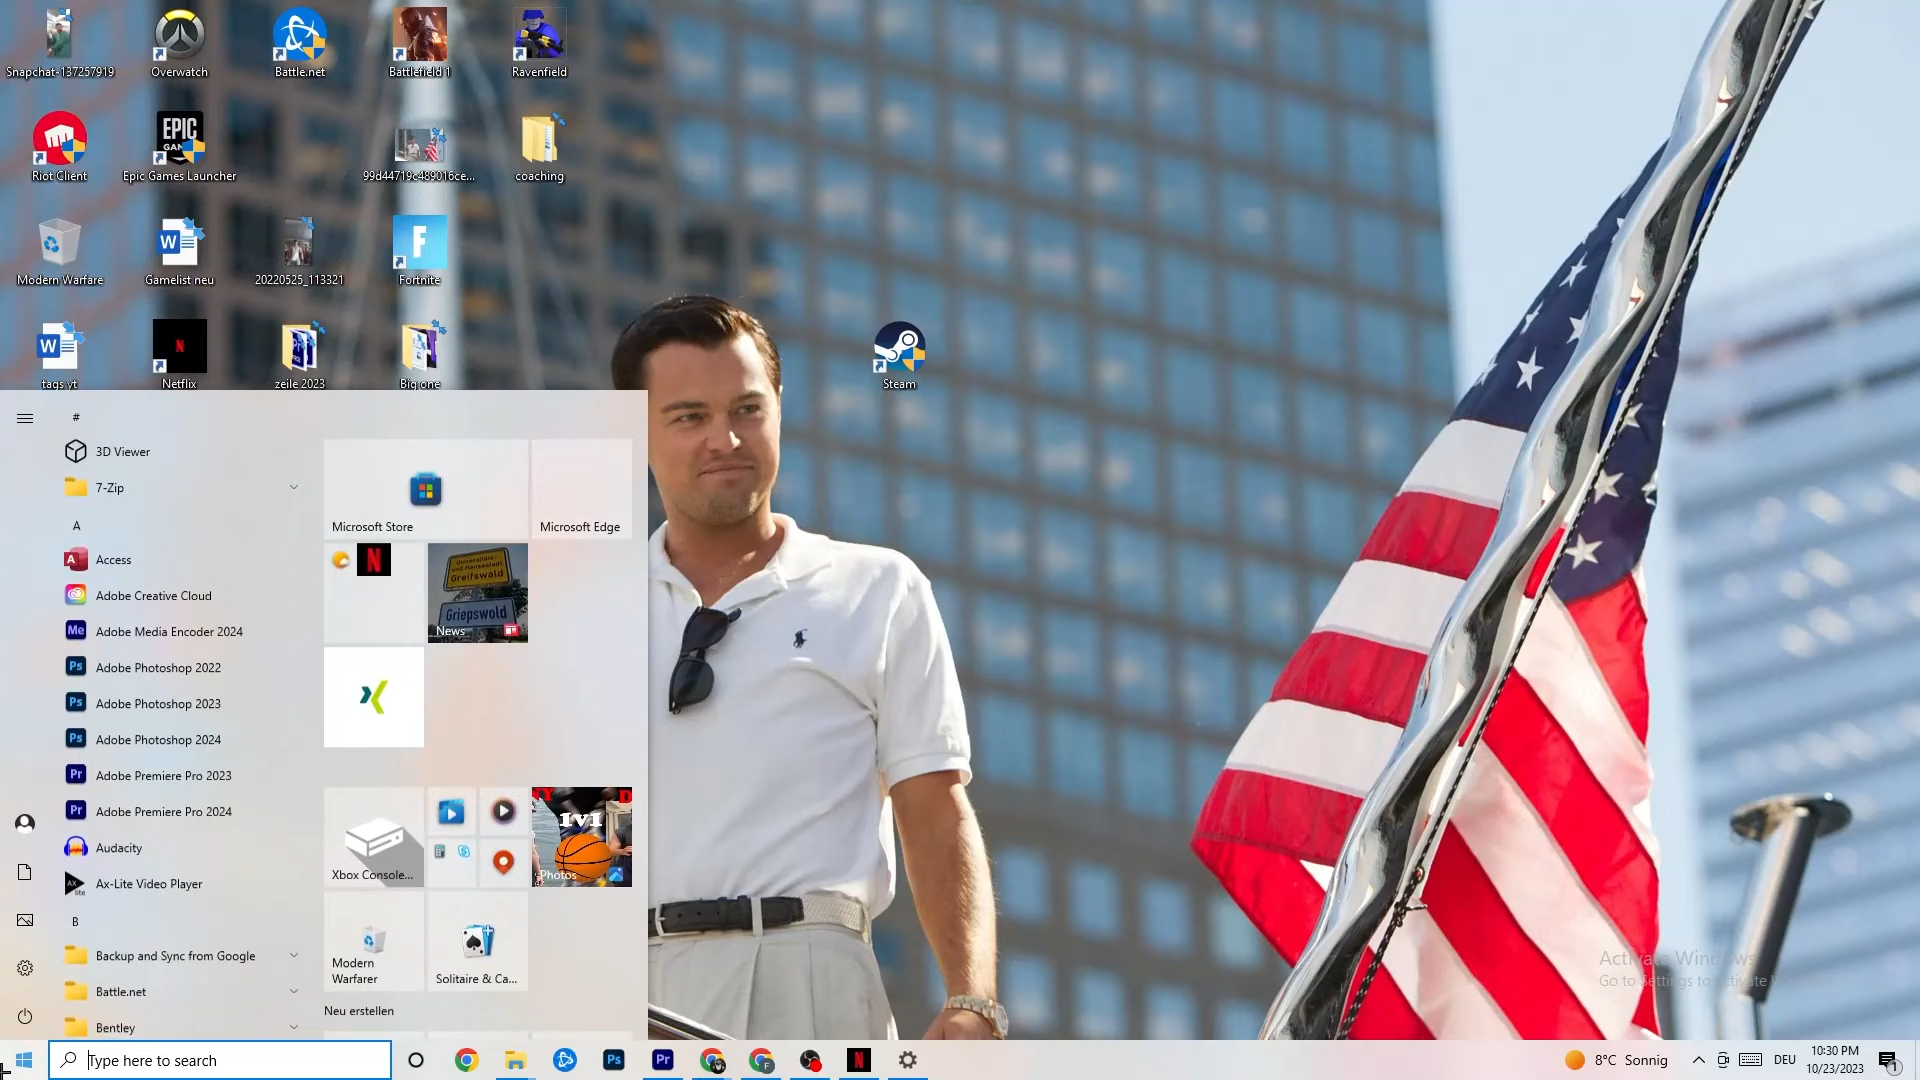 Snapchat-137257919
Overwatch
Battle.net
Battlefield 1
Ravenfield
EPIC
Riot Client
Epic Games Launcher
99d44719c489016ce...
coaching
Modern Warfare
Gamelist neu
20220525_113321
Fortnite
tags yt
Netflix
zeile 2023
Big one
Steam
#
3D Viewer
7-Zip
A
Access
Adobe Creative Cloud
Adobe Media Encoder 2024
Adobe Photoshop 2022
Adobe Photoshop 2023
Adobe Photoshop 2024
Adobe Premiere Pro 2023
Adobe Premiere Pro 2024
Audacity
Ax-Lite Video Player
B
Backup and Sync from Google
Battle.net
Bentley
Microsoft Store
Microsoft Edge
Universitäts-
und Hansestadt
Greifswald
Griepswold
News
1v1
Xbox Console...
Photos
Modern
Warfarer
Solitaire & Ca...
Neu erstellen
Activate Windows
Go to Settings to activate W
Type here to search
8°C Sonnig
DEU
10:30 PM
10/23/2023
1